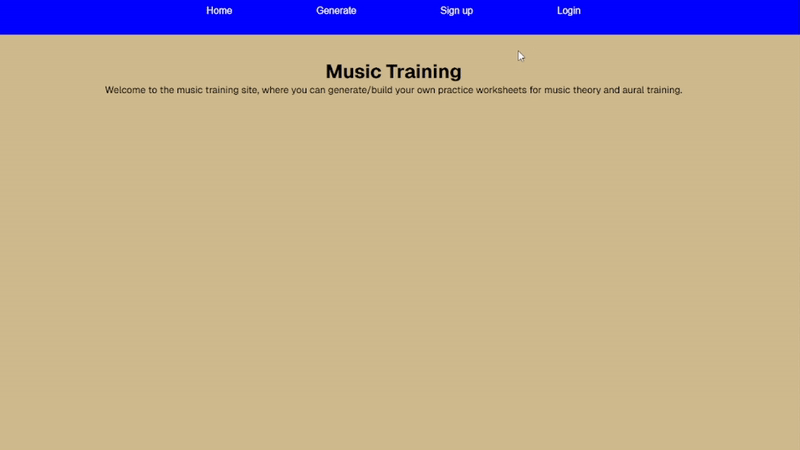 Home Generate Sign up Login
Music Training
Welcome to the music training site, where you can generate/build your own practice worksheets for music theory and aural training.